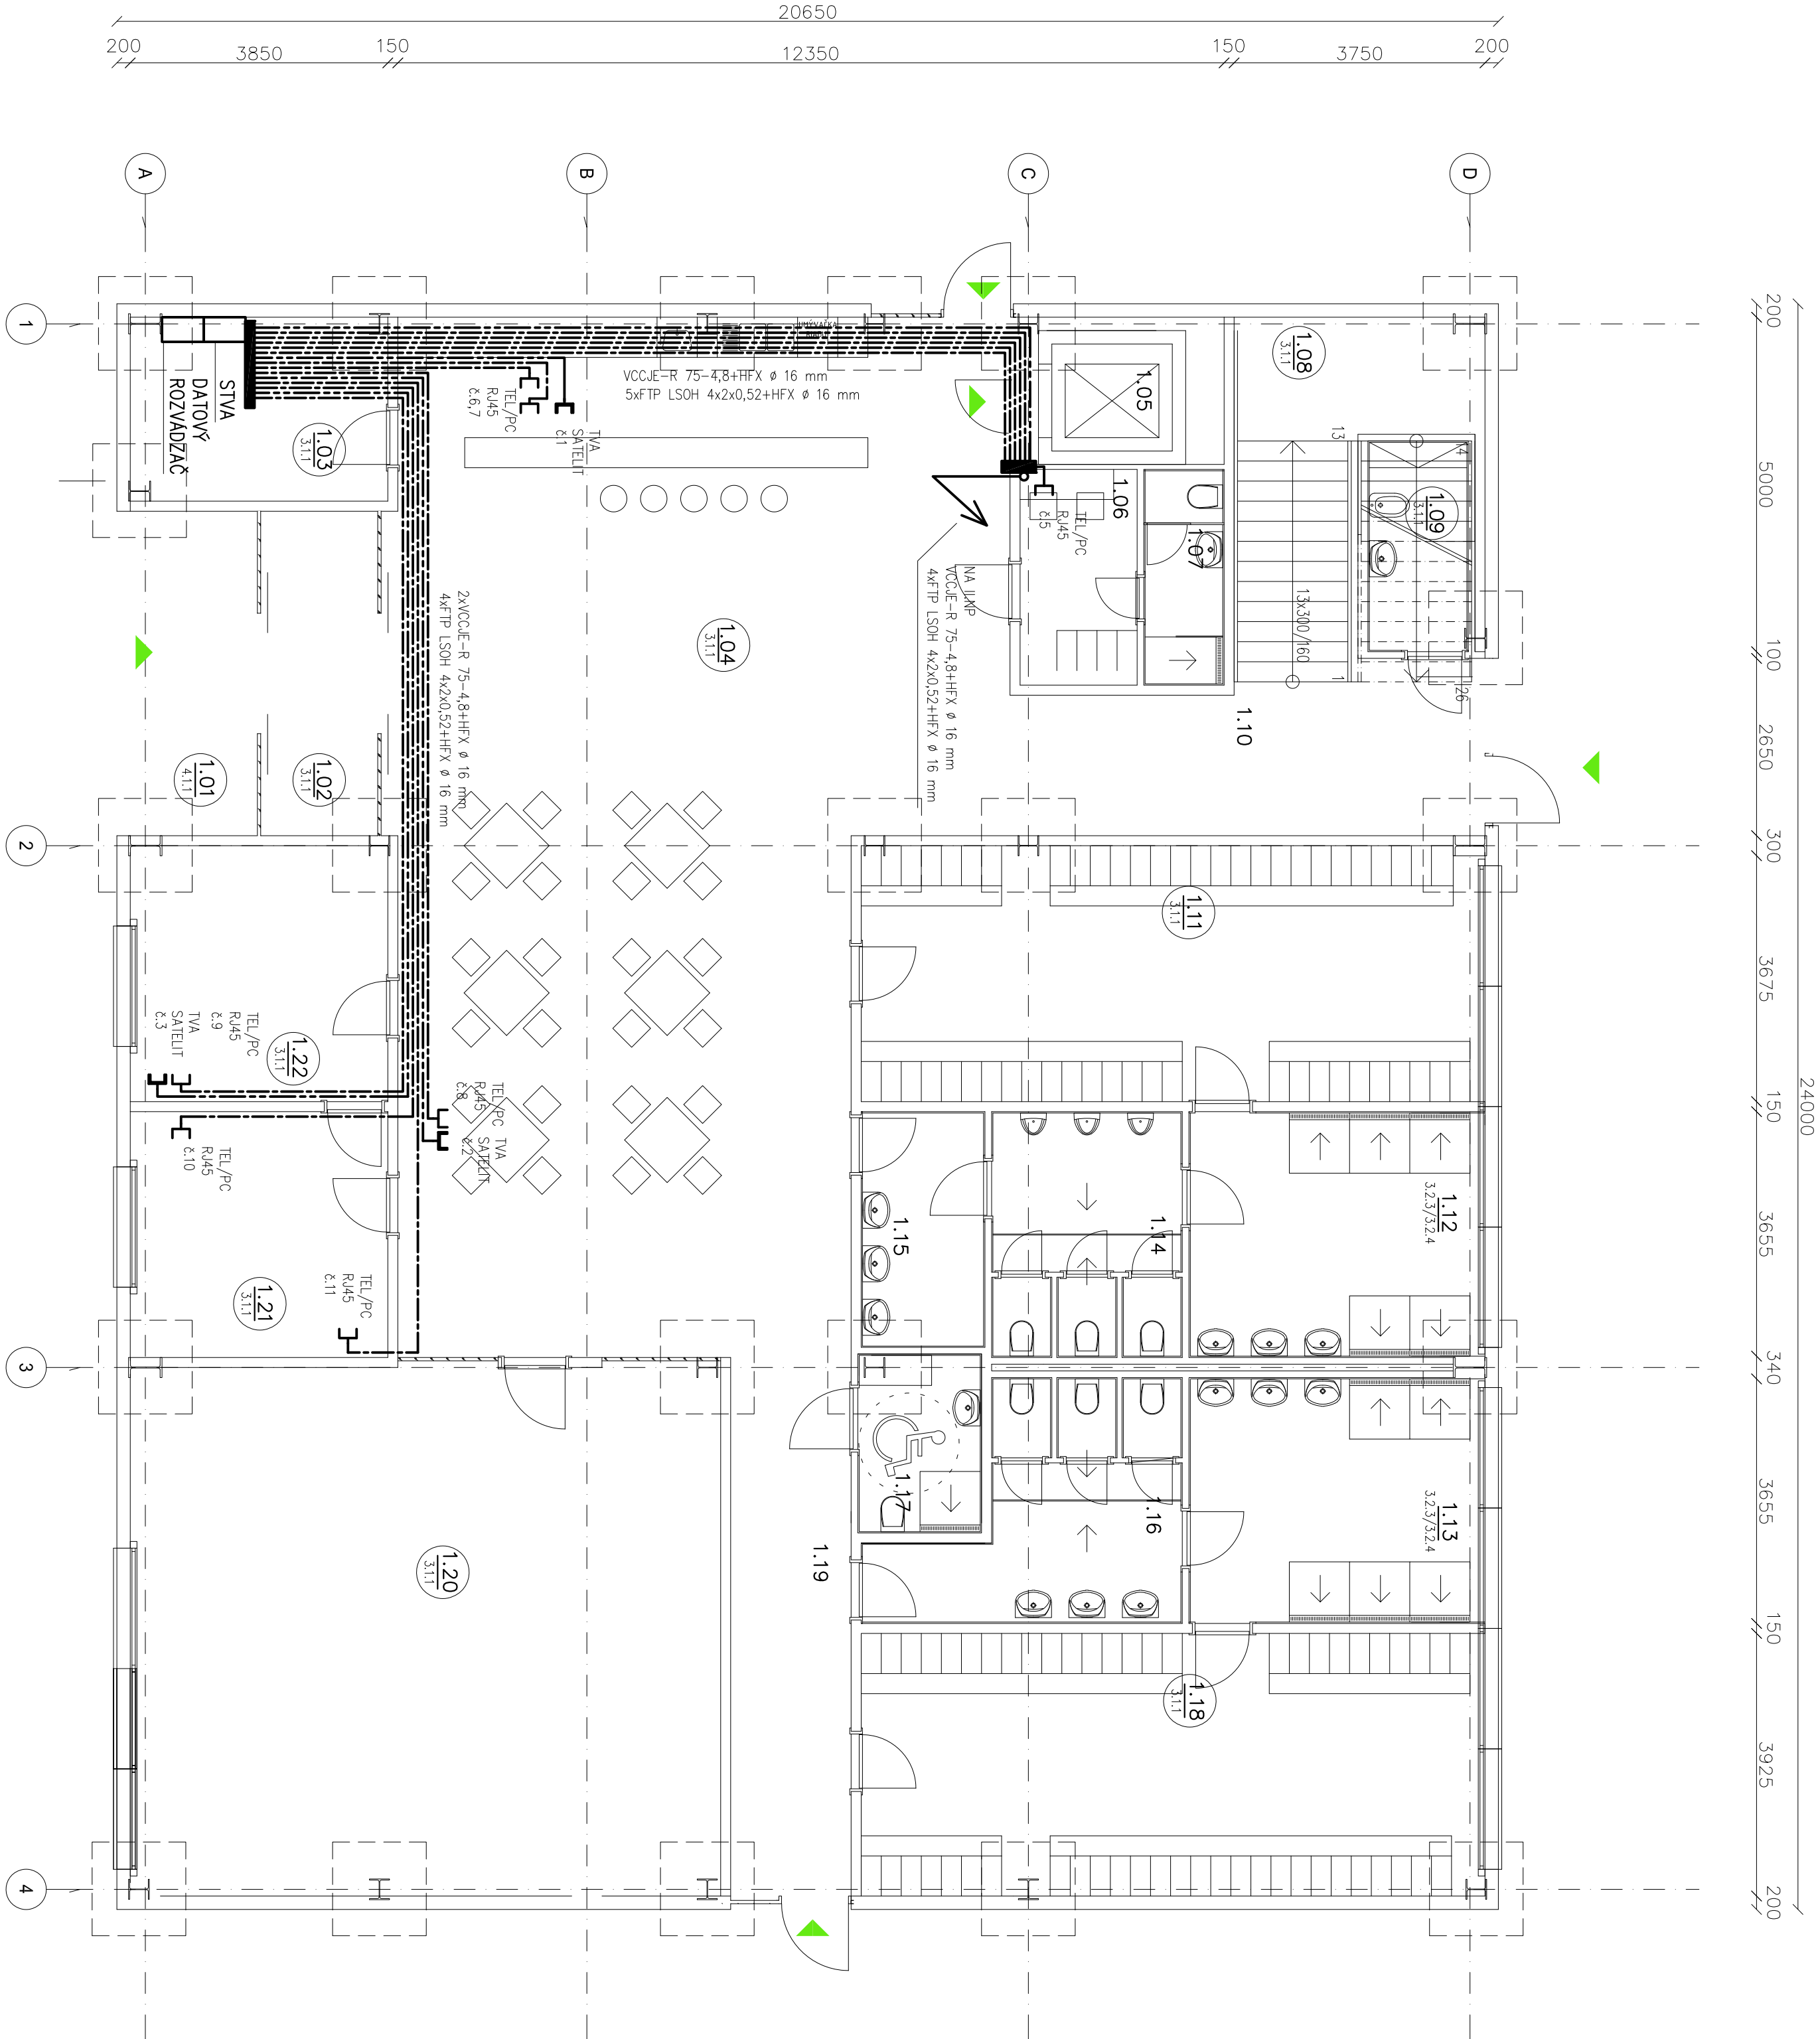 20650
200
3850
150
12350
150
3750
200
A
B
C
D
1
2
3
4
200
5000
100
2650
300
3675
150
3655
340
3655
150
3925
200
24000
STVA
DATOVÝ
ROZVÁDZAČ
1.03
3.1.1
TEL/PC
RJ45
č.6,7
TVA
SATELIT
č.1
VCCJE-R 75-4,8+HFX ø 16 mm
5xFTP LSOH 4x2x0,52+HFX ø 16 mm
UMÝVAČKA
RIADU
1.05
1.08
3.1.1
1.06
TEL/PC
RJ45
č.5
1.07
13
14
1.09
3.1.1
13x300/160
1
26
1.10
NA II.NP
VCCJE-R 75-4,8+HFX ø 16 mm
4xFTP LSOH 4x2x0,52+HFX ø 16 mm
1.04
3.1.1
2xVCCJE-R 75-4,8+HFX ø 16 mm
4xFTP LSOH 4x2x0,52+HFX ø 16 mm
1.01
4.1.1
1.02
3.1.1
1.11
3.1.1
TEL/PC
RJ45
č.9
TVA
SATELIT
č.3
1.22
3.1.1
TEL/PC
RJ45
č.8
TVA
SATELIT
č.2
TEL/PC
RJ45
č.10
1.21
3.1.1
TEL/PC
RJ45
č.11
1.15
1.14
1.12
3.2.3/3.2.4
1.17
1.16
1.13
3.2.3/3.2.4
1.20
3.1.1
1.19
1.18
3.1.1